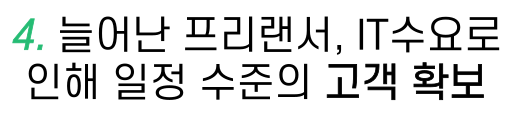 4. 늘어난 프리랜서, IT수요로
인해 일정 수준의 고객 확보